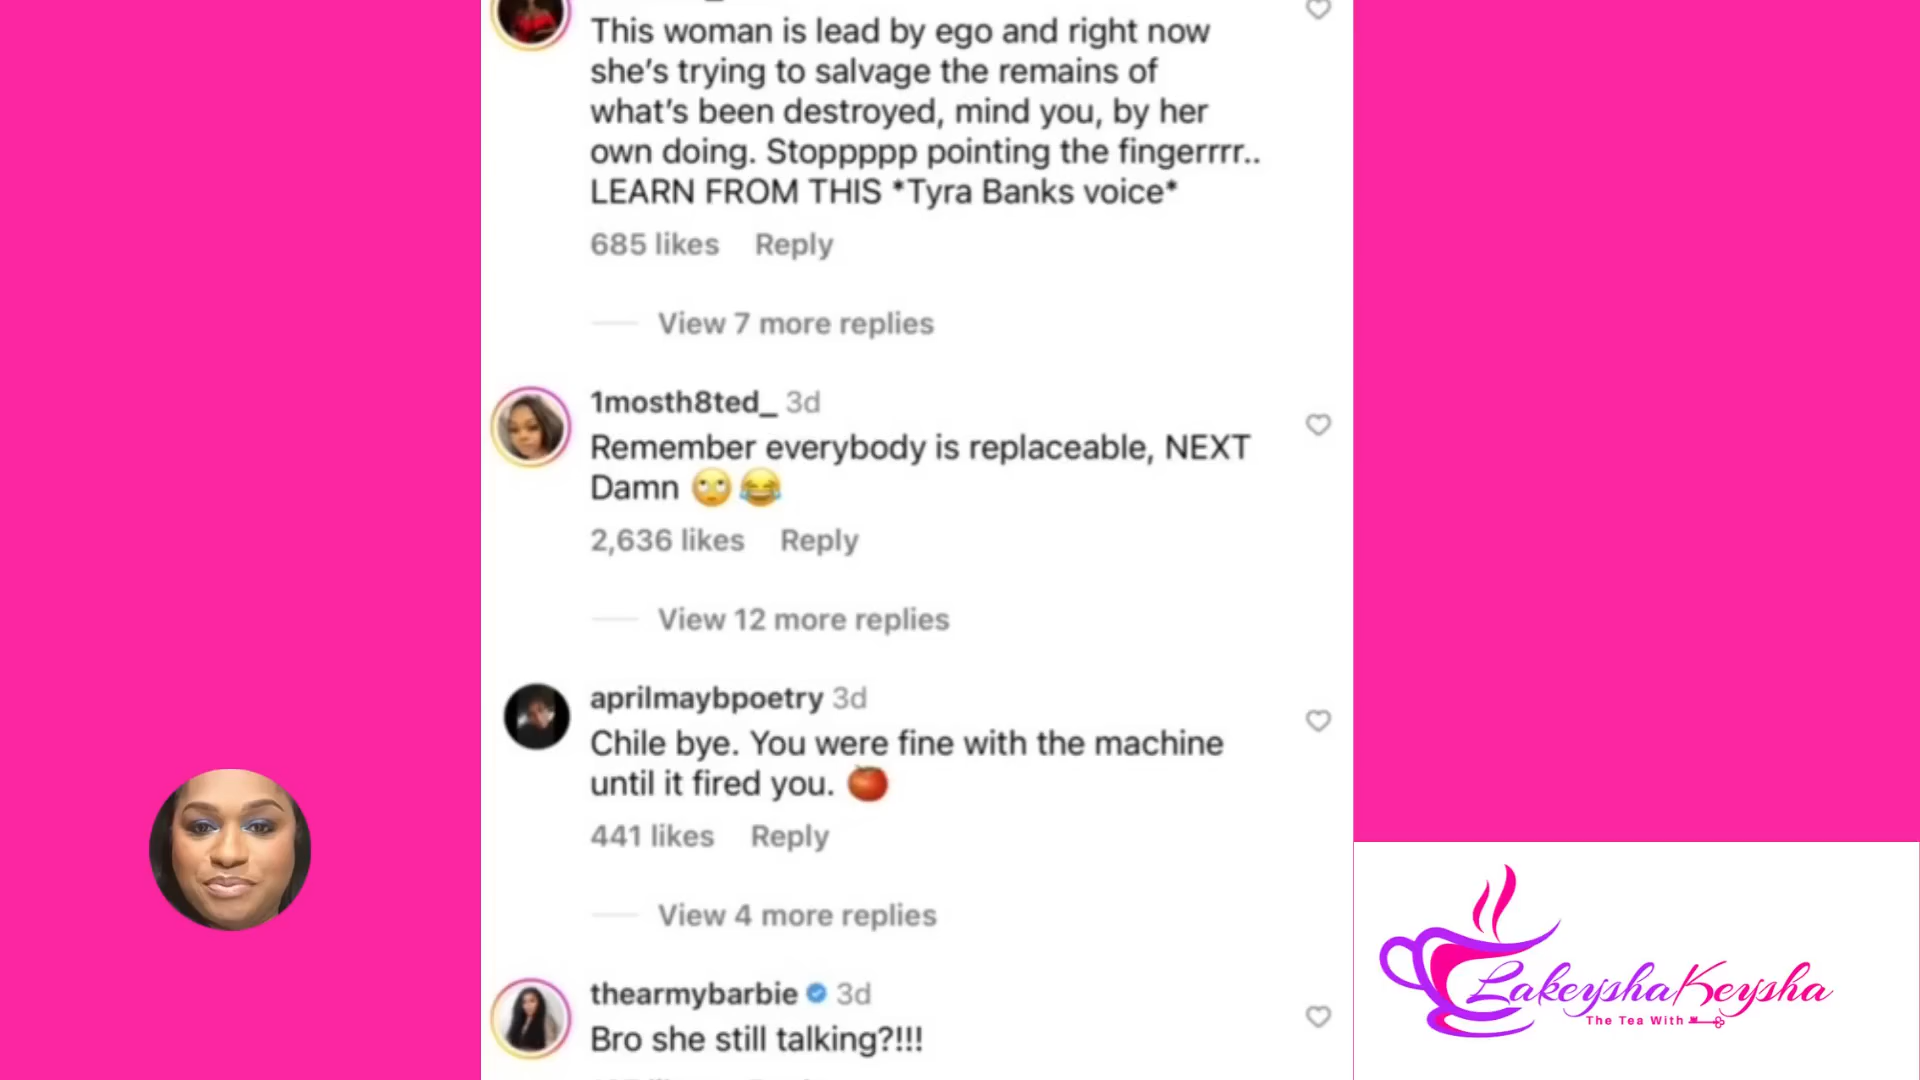 This woman is lead by ego and right now
she's trying to salvage the remains of
what's been destroyed, mind you, by her
own doing. Stoppppp pointing the fingerrrr..
LEARN FROM THIS *Tyra Banks voice*
685 likes Reply
View 7 more replies
1mosth8ted_ 3d
Remember everybody is replaceable, NEXT
Damn 🙄😂
2,636 likes Reply
View 12 more replies
aprilmaybpoetry 3d
Chile bye. You were fine with the machine
until it fired you. 🍅
441 likes Reply
View 4 more replies
thearmybarbie 3d
Bro she still talking?!!!
LakeyshaKeysha
The Tea With